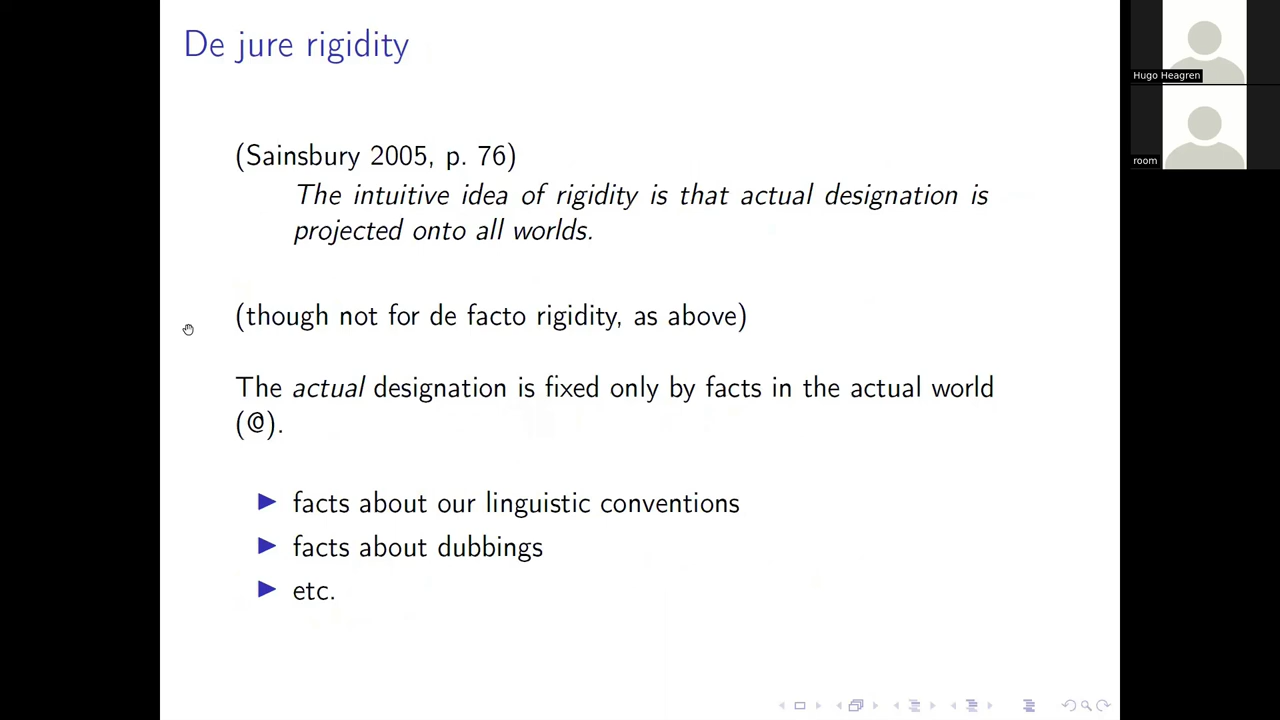 De jure rigidity
(Sainsbury 2005, p. 76)
The intuitive idea of rigidity is that actual designation is
projected onto all worlds.
(though not for de facto rigidity, as above)
The actual designation is fixed only by facts in the actual world
(@).
facts about our linguistic conventions
facts about dubbings
etc.
Hugo Heagren
room